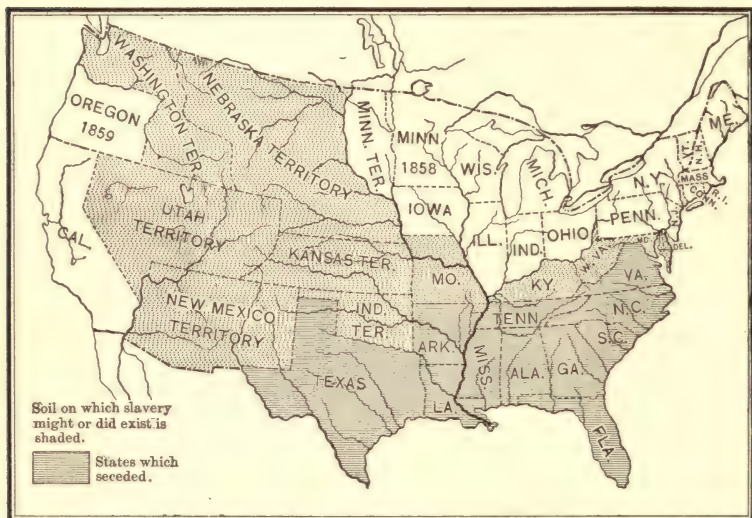 WASHINGTON TER.
NEBRASKA TERRITORY
OREGON
1859
MINN. TER.
MINN
1858
WIS.
MICH.
ME.
N.Y.
MASS
CONN.
R.I.
IOWA
PENN.
UTAH
TERRITORY
CAL.
ILL.
IND.
OHIO
KANSAS TER.
MO.
KY.
W. VA.
MD.
DEL.
VA.
NEW MEXICO
TERRITORY
IND.
TER.
TENN
N.C.
ARK.
S.C.
TEXAS
MISS
ALA.
GA.
LA.
FLA.
Soil on which slavery
might or did exist is
shaded.
States which
seceded.